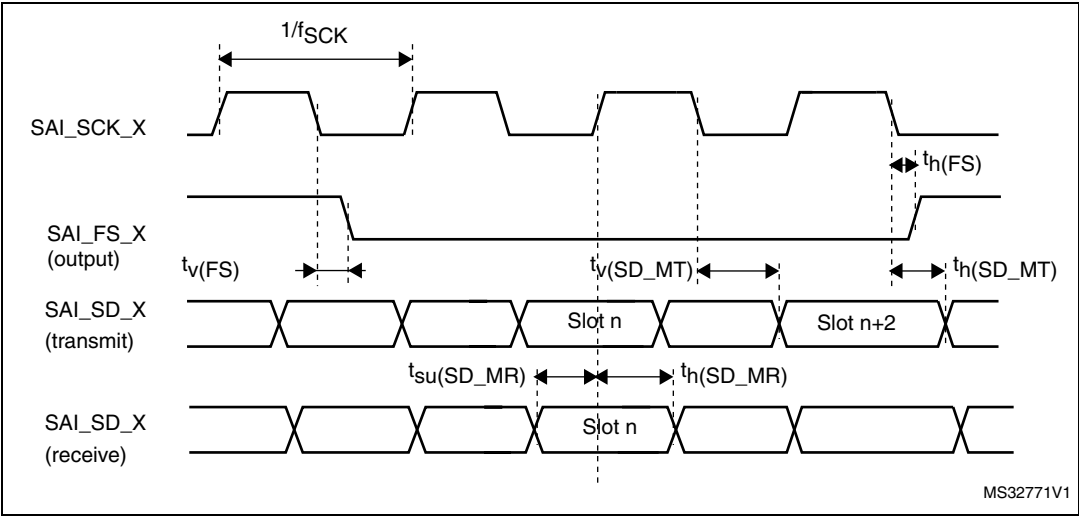 1/fSCK
SAI_SCK_X
th(FS)
SAI_FS_X
(output)
tv(FS)
tv(SD_MT)
th(SD_MT)
SAI_SD_X
(transmit)
Slot n
Slot n+2
tsu(SD_MR)
th(SD_MR)
SAI_SD_X
(receive)
Slot n
MS32771V1